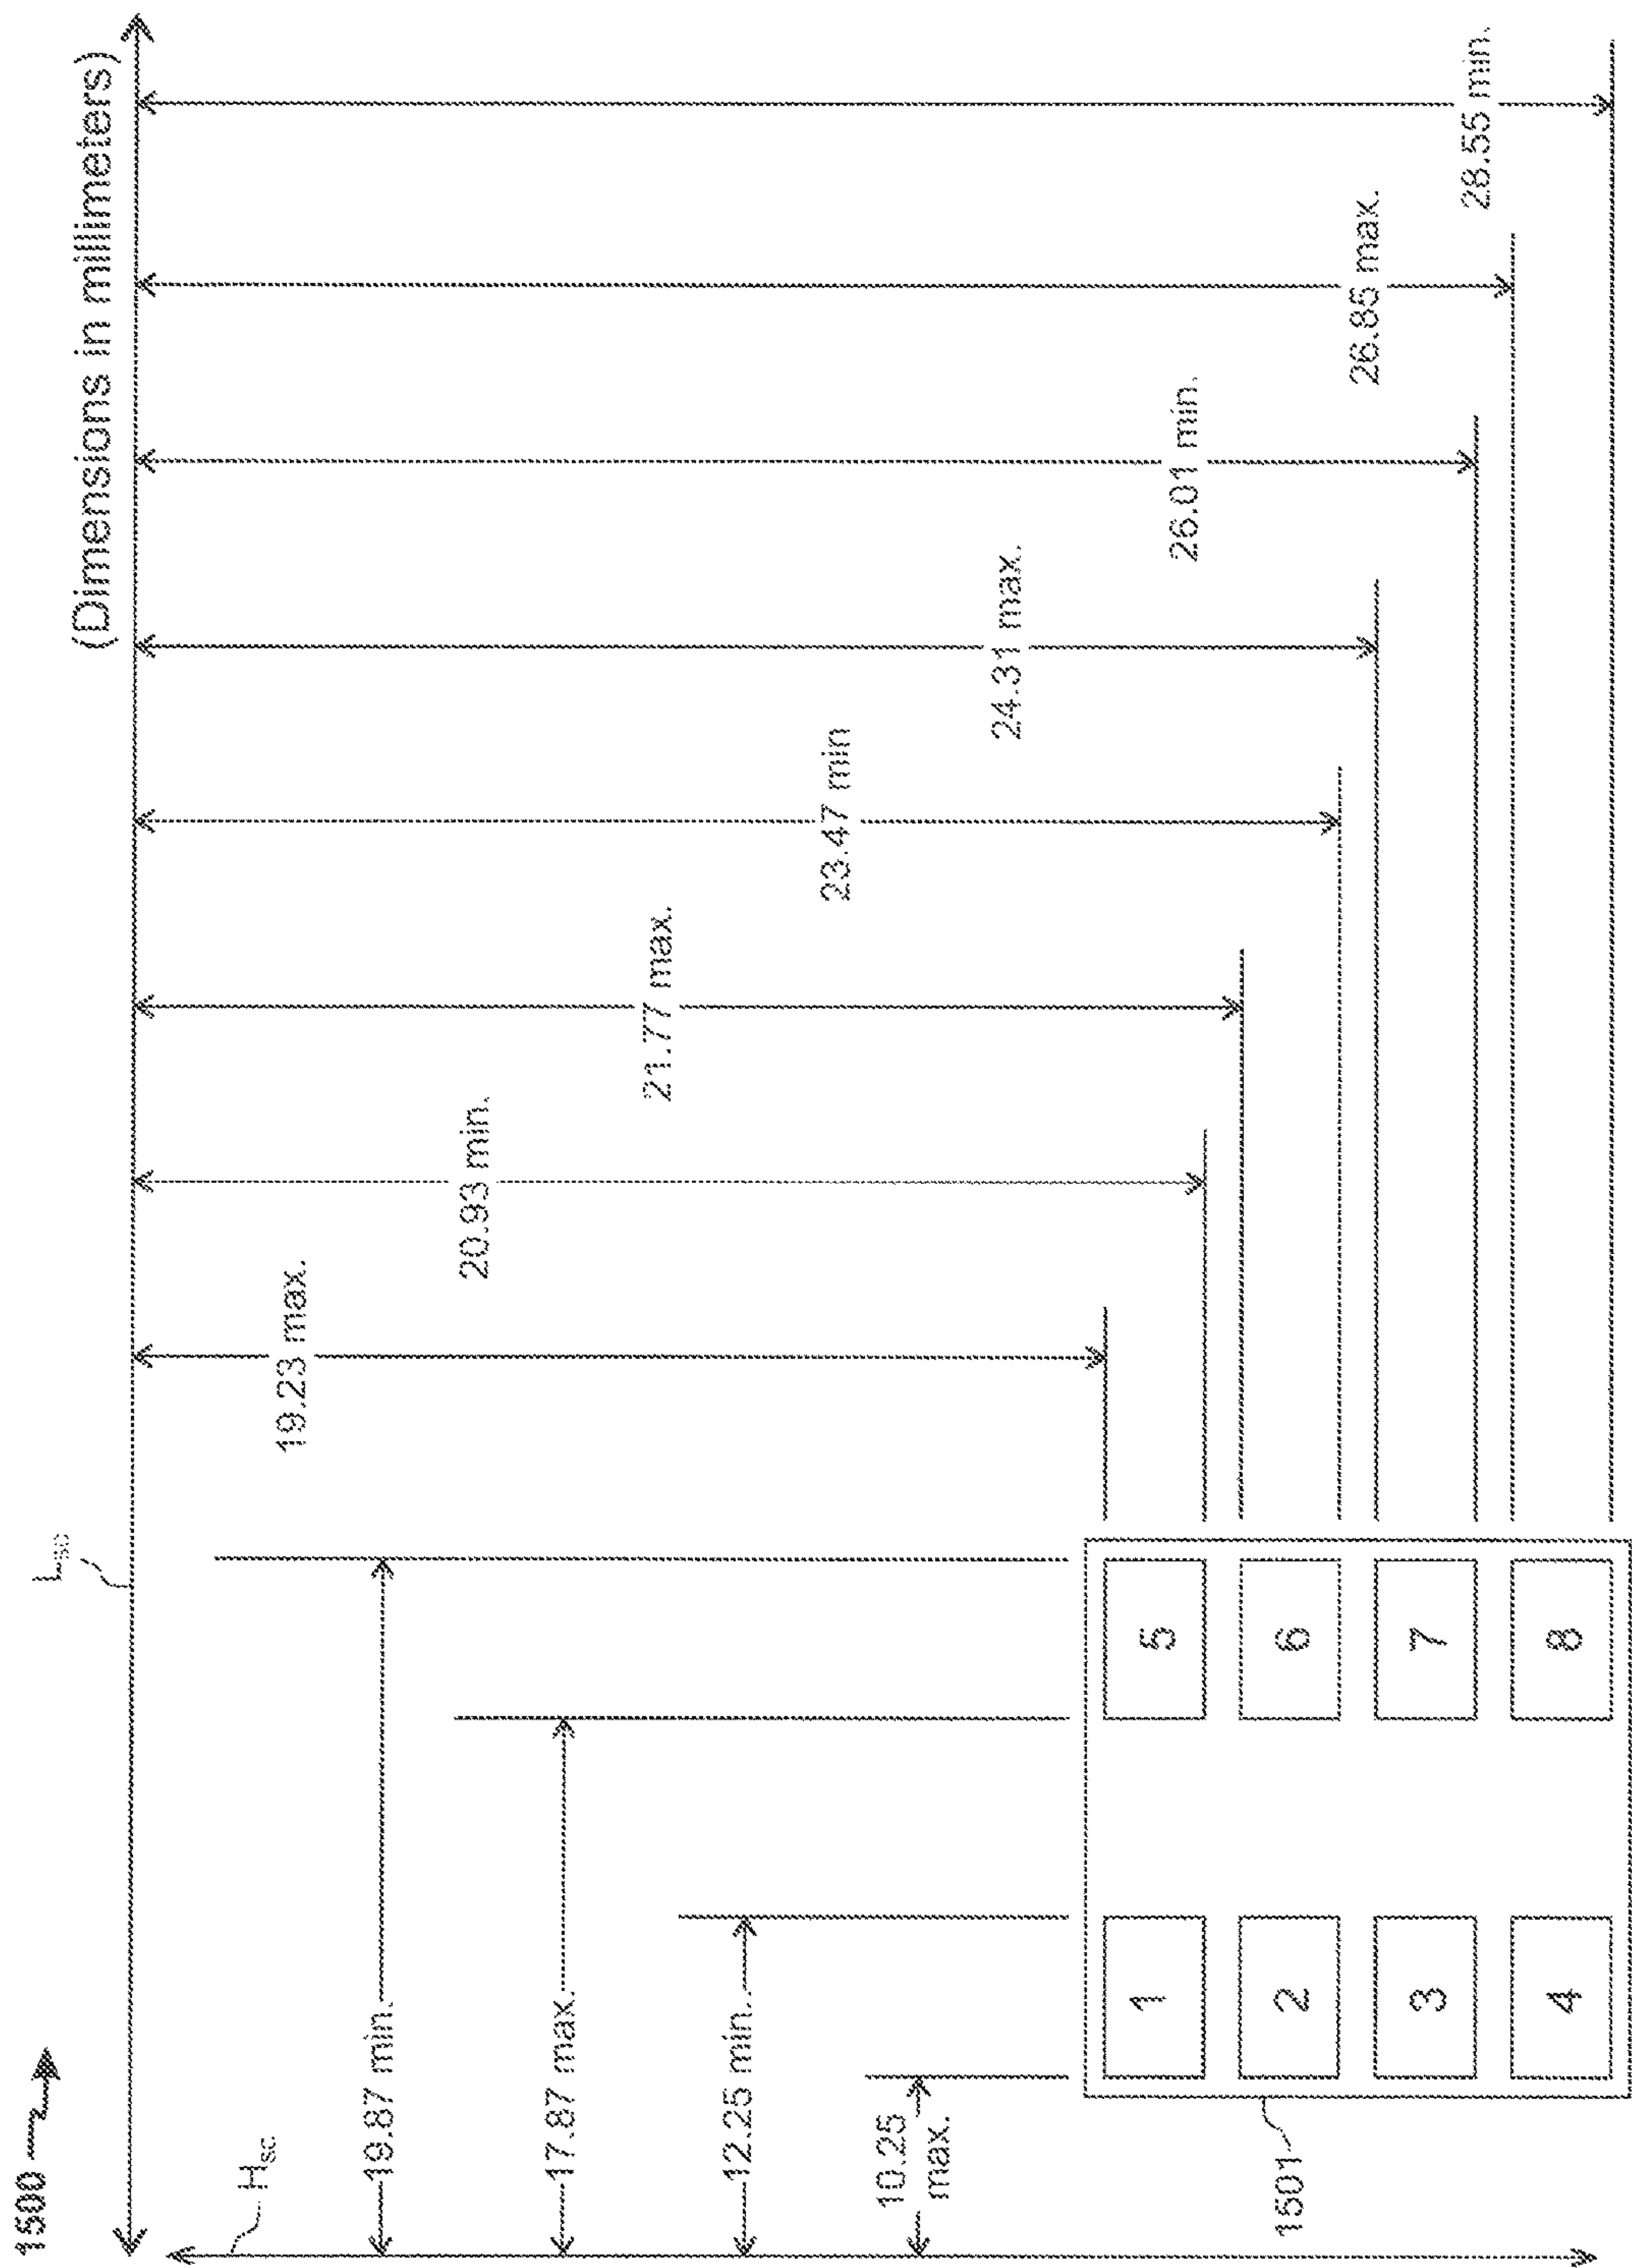 1500
(Dimensions in millimeters)
Lsc
Hsc
19.87 min.
17.87 max.
12.25 min.
10.25
max.
19.23 max.
20.93 min.
21.77 max.
23.47 min
24.31 max.
26.01 min.
26.85 max.
28.55 min.
1
5
2
6
3
7
4
8
1501